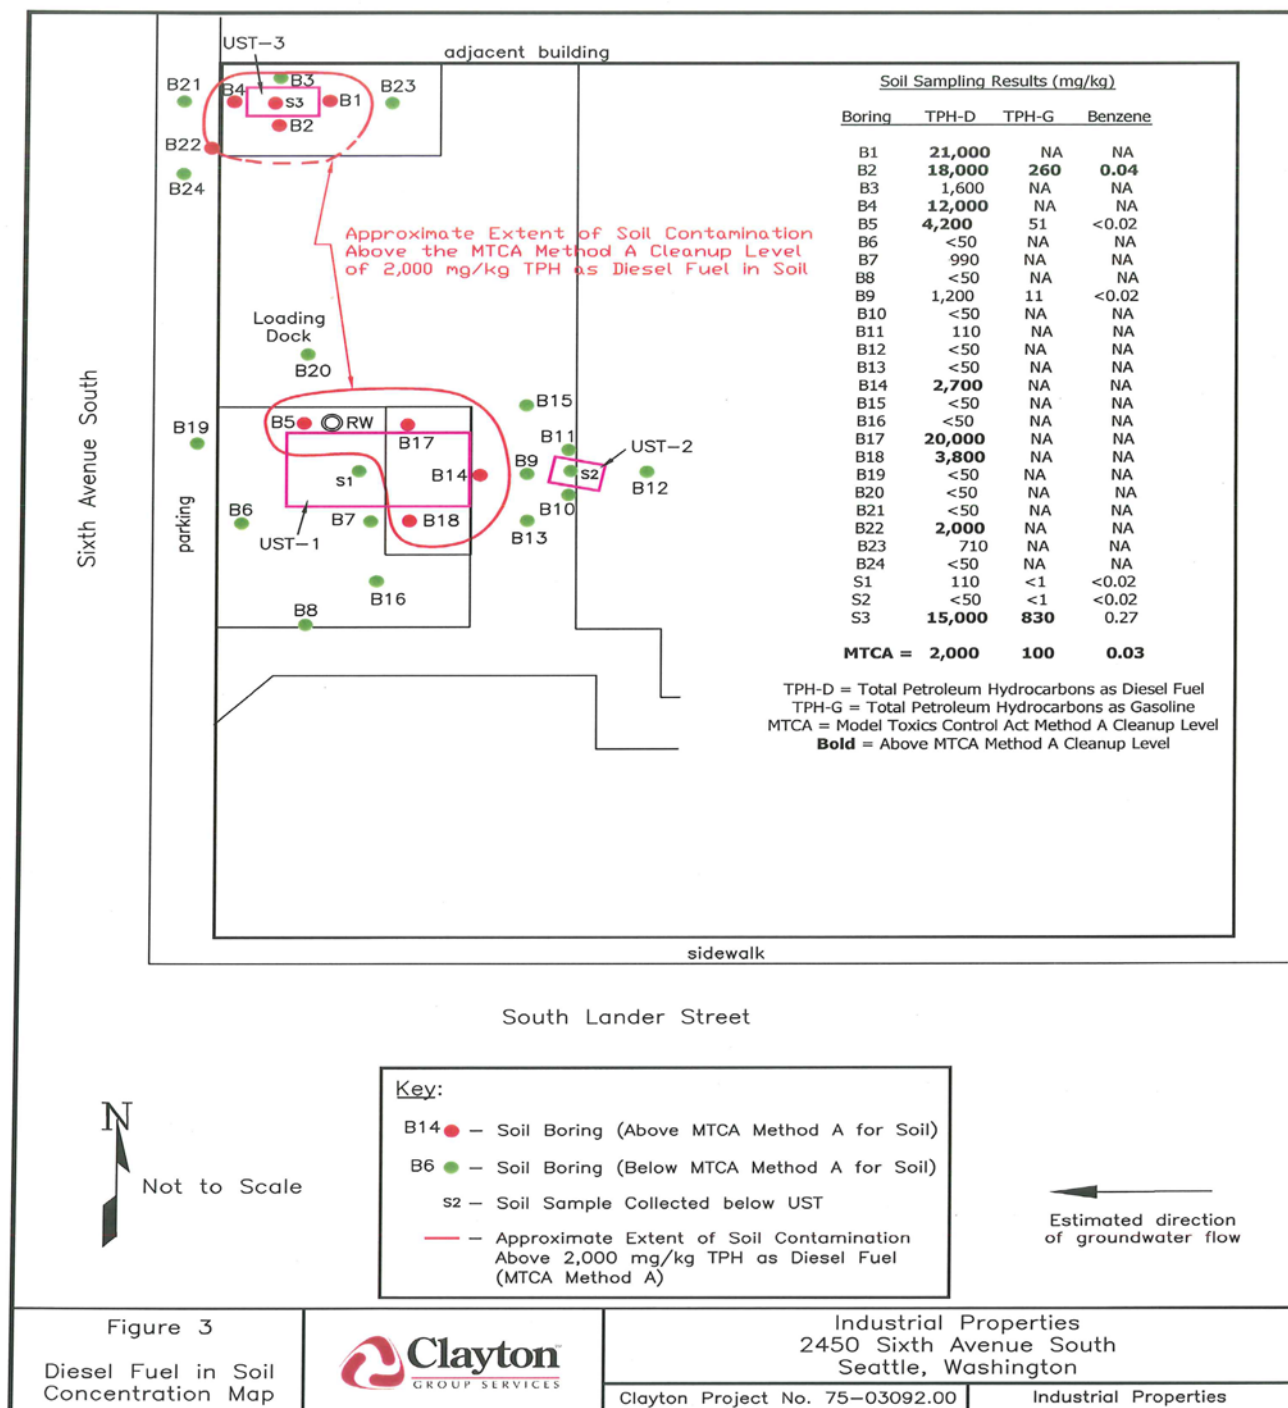 UST-3
adjacent building
B21
B4
B3
S3
B1
B23
B2
B22
B24
Approximate Extent of Soil Contamination
Above the MTCA Method A Cleanup Level
of 2,000 mg/kg TPH as Diesel Fuel in Soil
Loading
Dock
B20
Sixth Avenue South
parking
B19
B5
RW
B17
B15
B11
UST-2
S1
B14
B9
S2
B12
B10
B6
B7
B18
B13
UST-1
B16
B8
Soil Sampling Results (mg/kg)
Boring TPH-D TPH-G Benzene
B1 21,000 NA NA
B2 18,000 260 0.04
B3 1,600 NA NA
B4 12,000 NA NA
B5 4,200 51 <0.02
B6 <50 NA NA
B7 990 NA NA
B8 <50 NA NA
B9 1,200 11 <0.02
B10 <50 NA NA
B11 110 NA NA
B12 <50 NA NA
B13 <50 NA NA
B14 2,700 NA NA
B15 <50 NA NA
B16 <50 NA NA
B17 20,000 NA NA
B18 3,800 NA NA
B19 <50 NA NA
B20 <50 NA NA
B21 <50 NA NA
B22 2,000 NA NA
B23 710 NA NA
B24 <50 NA NA
S1 110 <1 <0.02
S2 <50 <1 <0.02
S3 15,000 830 0.27
MTCA = 2,000 100 0.03
TPH-D = Total Petroleum Hydrocarbons as Diesel Fuel
TPH-G = Total Petroleum Hydrocarbons as Gasoline
MTCA = Model Toxics Control Act Method A Cleanup Level
Bold = Above MTCA Method A Cleanup Level
sidewalk
South Lander Street
N
Not to Scale
Key:
B14 – Soil Boring (Above MTCA Method A for Soil)
B6 – Soil Boring (Below MTCA Method A for Soil)
S2 – Soil Sample Collected below UST
– Approximate Extent of Soil Contamination
Above 2,000 mg/kg TPH as Diesel Fuel
(MTCA Method A)
Estimated direction
of groundwater flow
Figure 3
Diesel Fuel in Soil
Concentration Map
Clayton
GROUP SERVICES
Industrial Properties
2450 Sixth Avenue South
Seattle, Washington
Clayton Project No. 75-03092.00
Industrial Properties